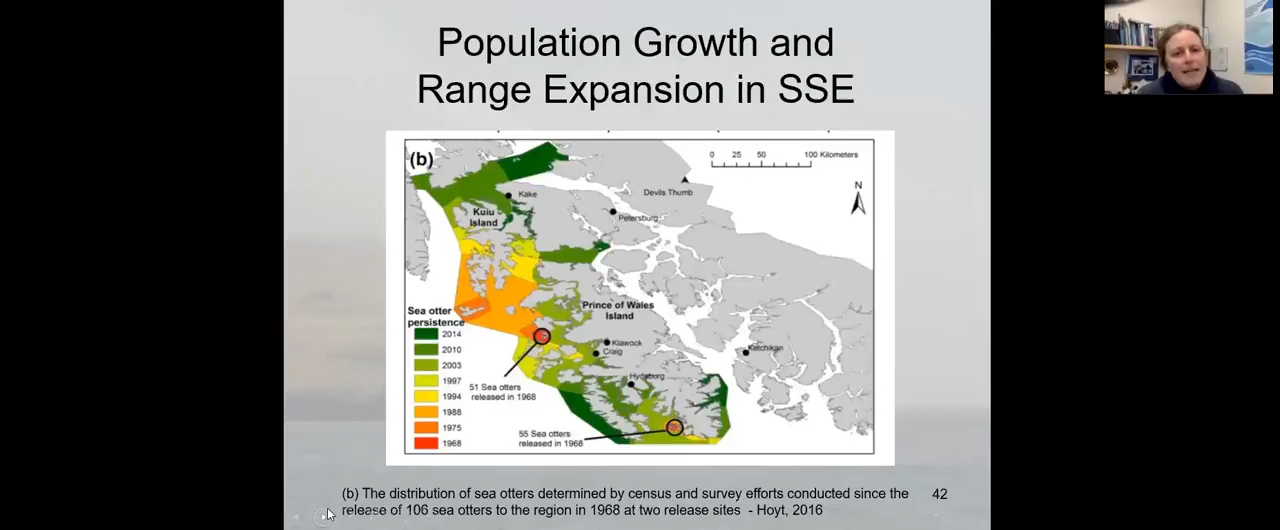 Population Growth and
Range Expansion in SSE
(b)
0 25 50 100 Kilometers
N
Devils Thumb
Kake
Kuiu
Island
Petersburg
Prince of Wales
Island
Sea otter
persistence
2014
2010
2003
1997
1994
1988
1975
1968
Klawock
Craig
Ketchikan
Hydaburg
51 Sea otters
released in 1968
55 Sea otters
released in 1968
(b) The distribution of sea otters determined by census and survey efforts conducted since the
release of 106 sea otters to the region in 1968 at two release sites - Hoyt, 2016
42